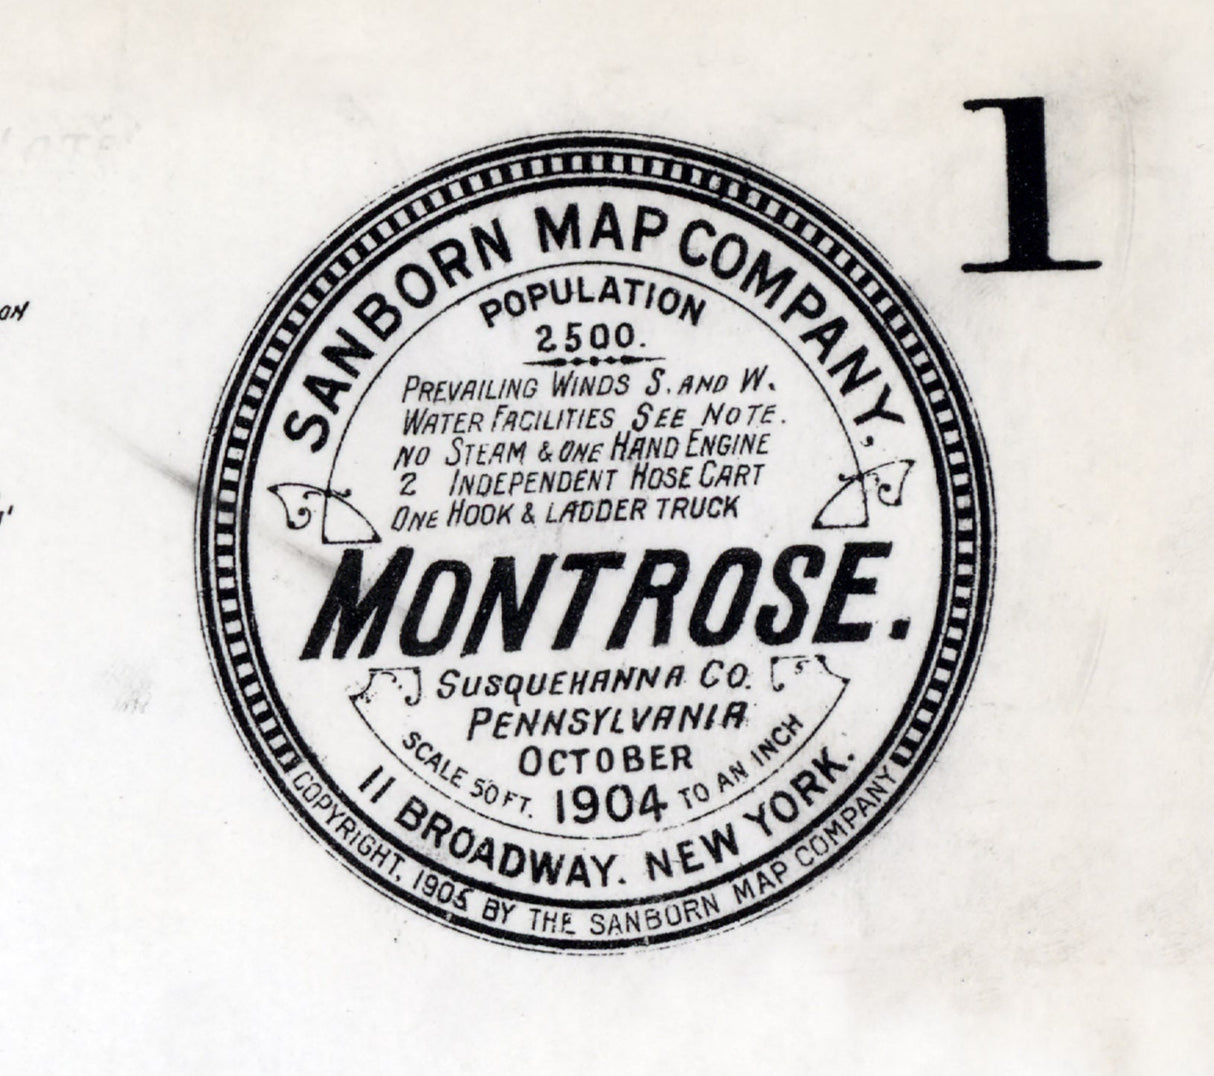 1
SANBORN MAP COMPANY,
POPULATION
2500.
PREVAILING WINDS S. AND W.
WATER FACILITIES SEE NOTE.
NO STEAM & ONE HAND ENGINE
2 INDEPENDENT HOSE CART
ONE HOOK & LADDER TRUCK
MONTROSE.
SUSQUEHANNA CO.
PENNSYLVANIA
OCTOBER
1904
SCALE 50 FT. TO AN INCH
11 BROADWAY. NEW YORK.
COPYRIGHT, 1905 BY THE SANBORN MAP COMPANY
ON